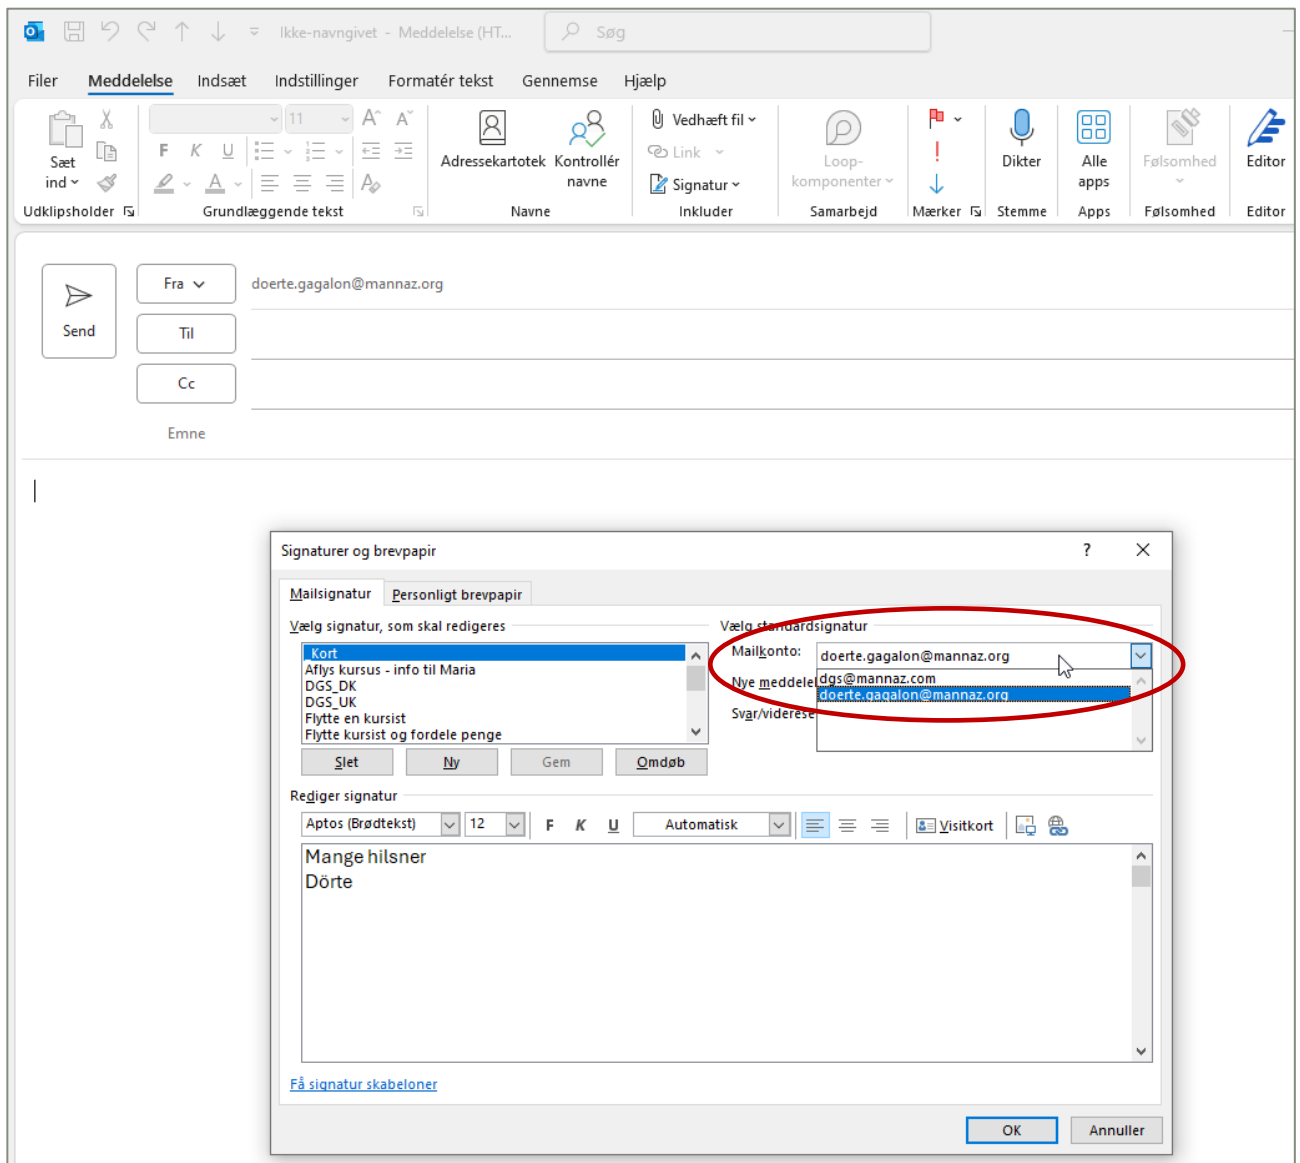 Ikke-navngivet - Meddelelse (HT...
Søg
Filer Meddelelse Indsæt Indstillinger Formatér tekst Gennemse Hjælp
Sæt ind
11
F K U
A
Adressekartotek
Kontrollér navne
Vedhæft fil
Link
Signatur
Loop-komponenter
Dikter
Alle apps
Følsomhed
Editor
Udklipsholder Grundlæggende tekst Navne Inkluder Samarbejd Mærker Stemme Apps Følsomhed Editor
Send
Fra doerte.gagalon@mannaz.org
Til
Cc
Emne
Signaturer og brevpapir ?
Mailsignatur Personligt brevpapir
Vælg signatur, som skal redigeres
_Kort
Aflys kursus - info til Maria
DGS_DK
DGS_UK
Flytte en kursist
Flytte kursist og fordele penge
Slet Ny Gem Omdøb
Vælg standardsignatur
Mailkonto: doerte.gagalon@mannaz.org
dgs@mannaz.com
doerte.gagalon@mannaz.org
Nye meddelel
Svar/viderese
Rediger signatur
Aptos (Brødtekst) 12 F K U Automatisk Visitkort
Mange hilsner
Dörte
Få signatur skabeloner
OK Annuller